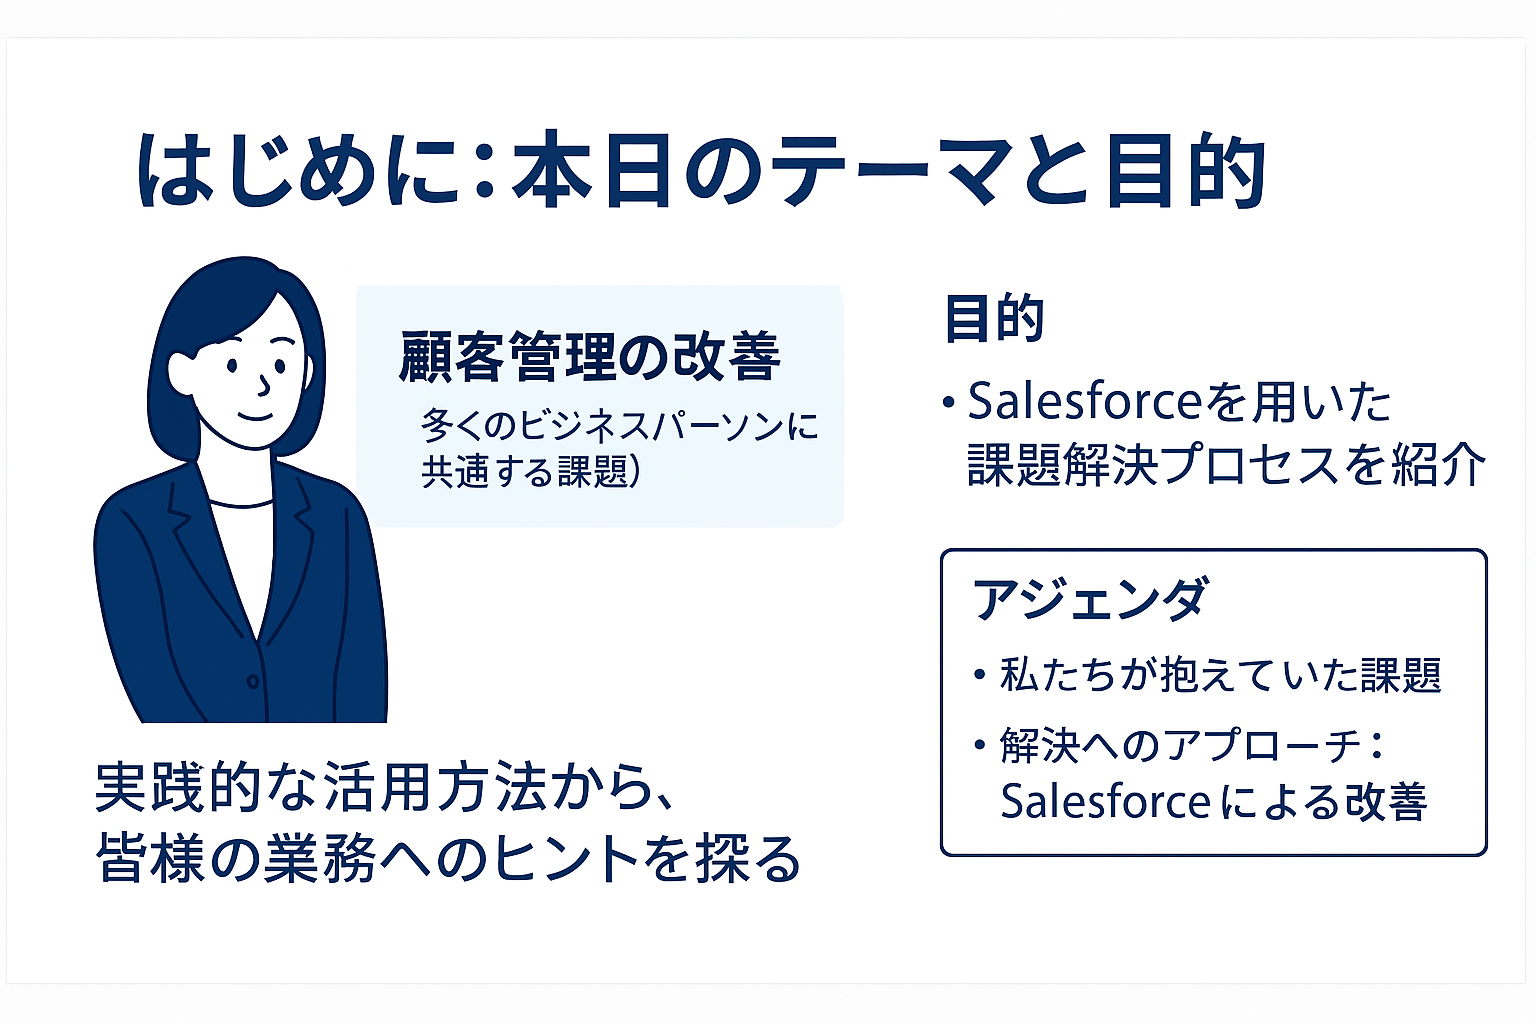 はじめに：本日のテーマと目的
顧客管理の改善
多くのビジネスパーソンに
共通する課題）
実践的な活用方法から、
皆様の業務へのヒントを探る
目的
・Salesforceを用いた
課題解決プロセスを紹介
アジェンダ
・私たちが抱えていた課題
・解決へのアプローチ：
Salesforceによる改善